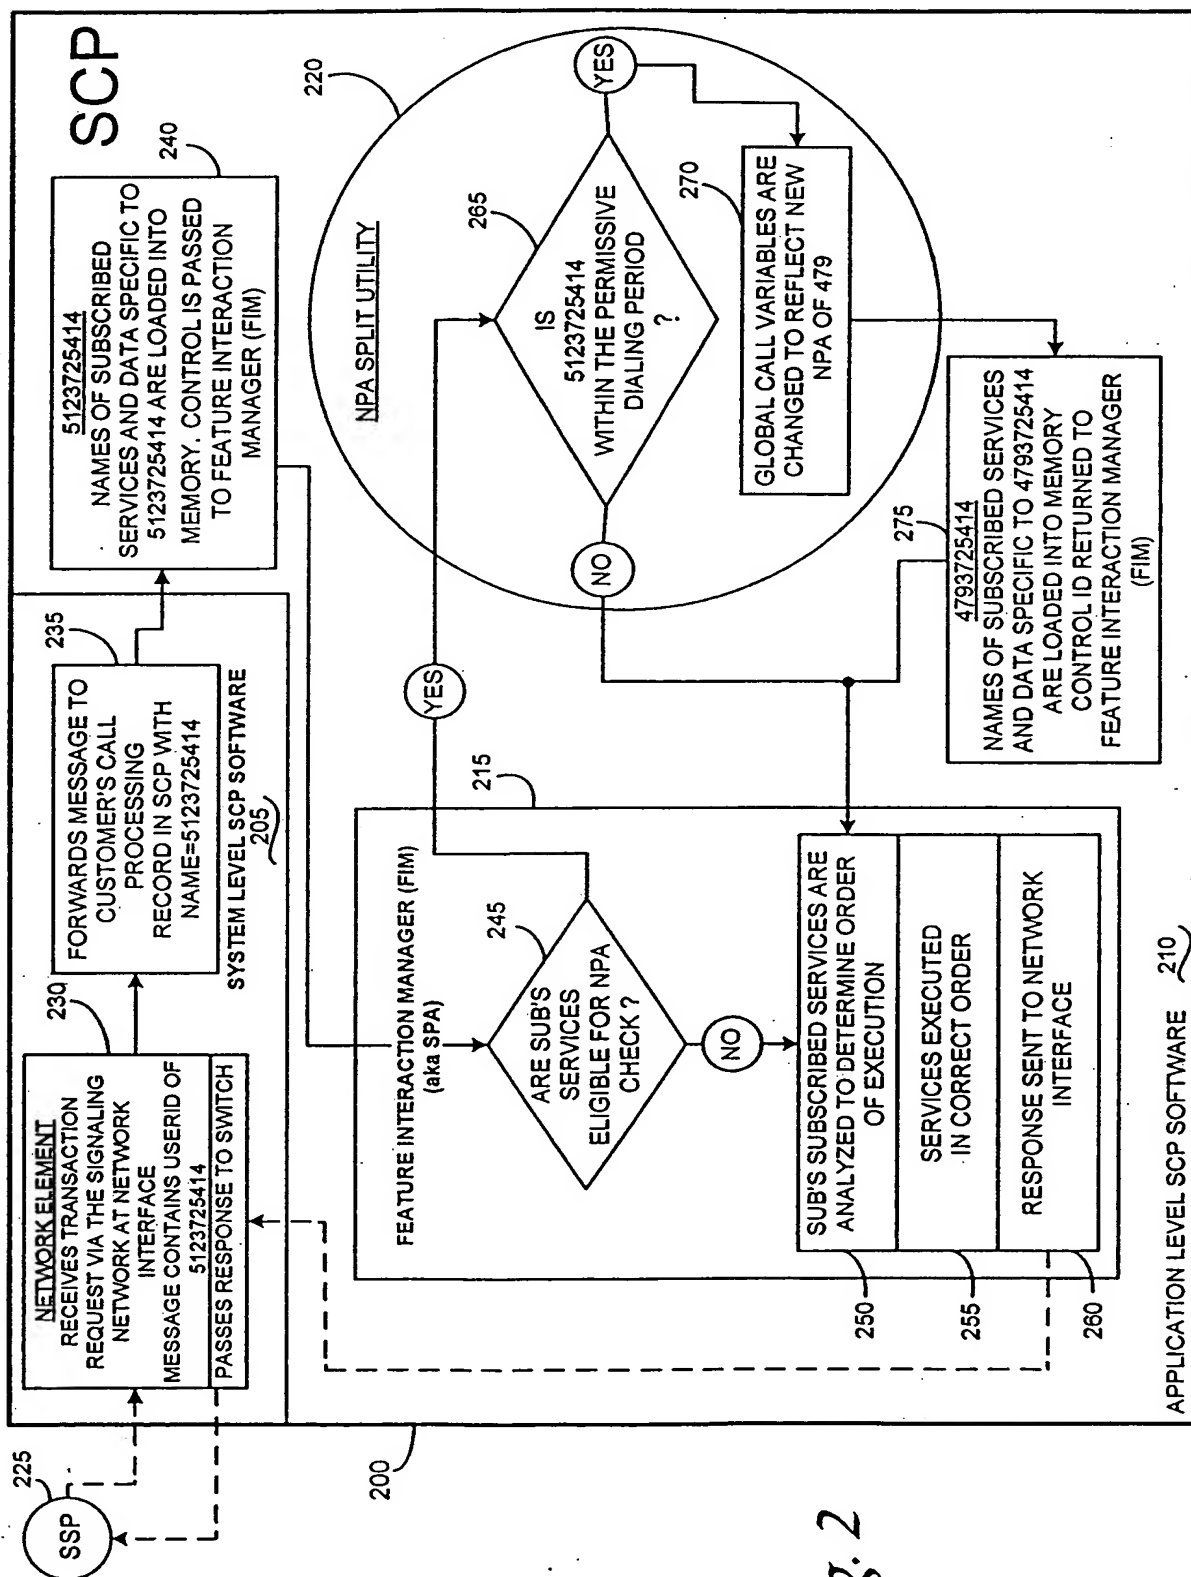 SCP
225
SSP
230
NETWORK ELEMENT
RECEIVES TRANSACTION
REQUEST VIA THE SIGNALING
NETWORK AT NETWORK
INTERFACE
MESSAGE CONTAINS USERID OF
5123725414
PASSES RESPONSE TO SWITCH
235
FORWARDS MESSAGE TO
CUSTOMER'S CALL
PROCESSING
RECORD IN SCP WITH
NAME=5123725414
SYSTEM LEVEL SCP SOFTWARE
205
240
5123725414
NAMES OF SUBSCRIBED
SERVICES AND DATA SPECIFIC TO
5123725414 ARE LOADED INTO
MEMORY. CONTROL IS PASSED
TO FEATURE INTERACTION
MANAGER (FIM)
200
215
FEATURE INTERACTION MANAGER (FIM)
(aka SPA)
245
ARE SUB'S
SERVICES
ELIGIBLE FOR NPA
CHECK ?
YES
NO
SUB'S SUBSCRIBED SERVICES ARE
ANALYZED TO DETERMINE ORDER
OF EXECUTION
250
SERVICES EXECUTED
IN CORRECT ORDER
255
RESPONSE SENT TO NETWORK
INTERFACE
260
220
NPA SPLIT UTILITY
265
IS
5123725414
WITHIN THE PERMISSIVE
DIALING PERIOD
?
YES
NO
270
GLOBAL CALL VARIABLES ARE
CHANGED TO REFLECT NEW
NPA OF 479
275
4793725414
NAMES OF SUBSCRIBED SERVICES
AND DATA SPECIFIC TO 4793725414
ARE LOADED INTO MEMORY
CONTROL ID RETURNED TO
FEATURE INTERACTION MANAGER
(FIM)
APPLICATION LEVEL SCP SOFTWARE
210
2